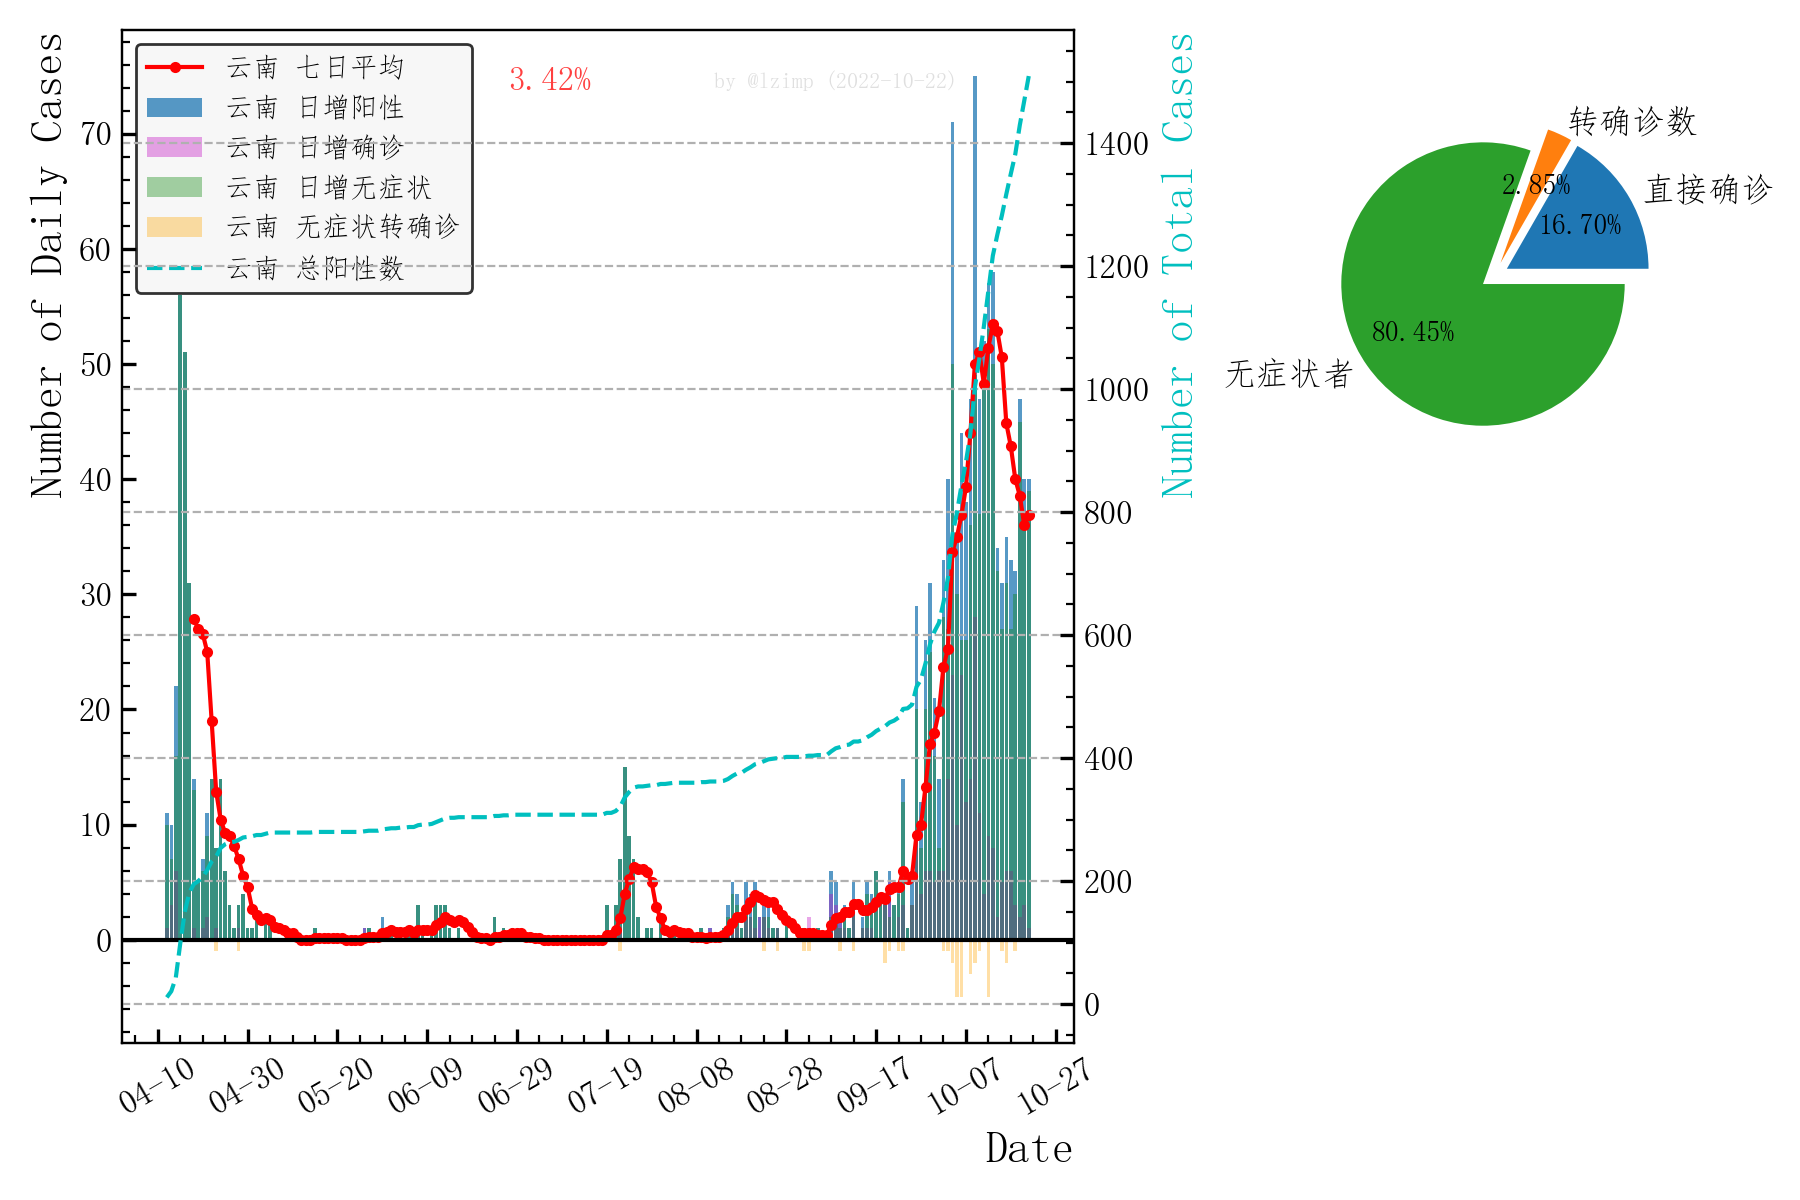 云南 七日平均
云南 日增阳性
云南 日增确诊
云南 日增无症状
云南 无症状转确诊
云南 总阳性数
3.42%
by @lzimp (2022-10-22)
Number of Daily Cases
70
60
50
40
30
20
10
0
Number of Total Cases
1400
1200
1000
800
600
400
200
0
04-10
04-30
05-20
06-09
06-29
07-19
08-08
08-28
09-17
10-07
10-27
Date
转确诊数
直接确诊
2.85%
16.70%
80.45%
无症状者